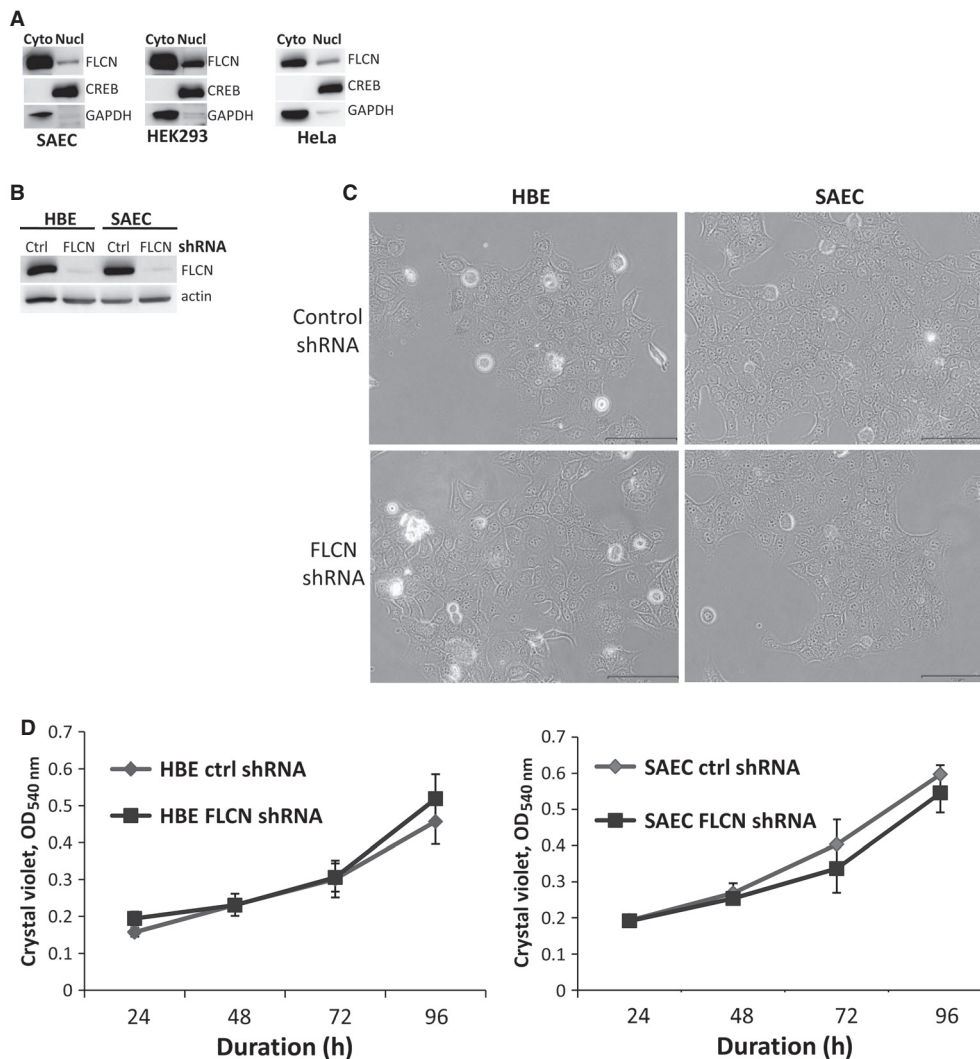 A
Cyto Nucl
FLCN
CREB
GAPDH
SAEC
Cyto Nucl
FLCN
CREB
GAPDH
HEK293
Cyto Nucl
FLCN
CREB
GAPDH
HeLa
B
HBE SAEC
Ctrl FLCN Ctrl FLCN shRNA
FLCN
actin
C
HBE SAEC
Control
shRNA
FLCN
shRNA
D
HBE ctrl shRNA
HBE FLCN shRNA
Crystal violet, OD540 nm
0.7
0.6
0.5
0.4
0.3
0.2
0.1
0
24 48 72 96
Duration (h)
SAEC ctrl shRNA
SAEC FLCN shRNA
Crystal violet, OD540 nm
0.7
0.6
0.5
0.4
0.3
0.2
0.1
0
24 48 72 96
Duration (h)